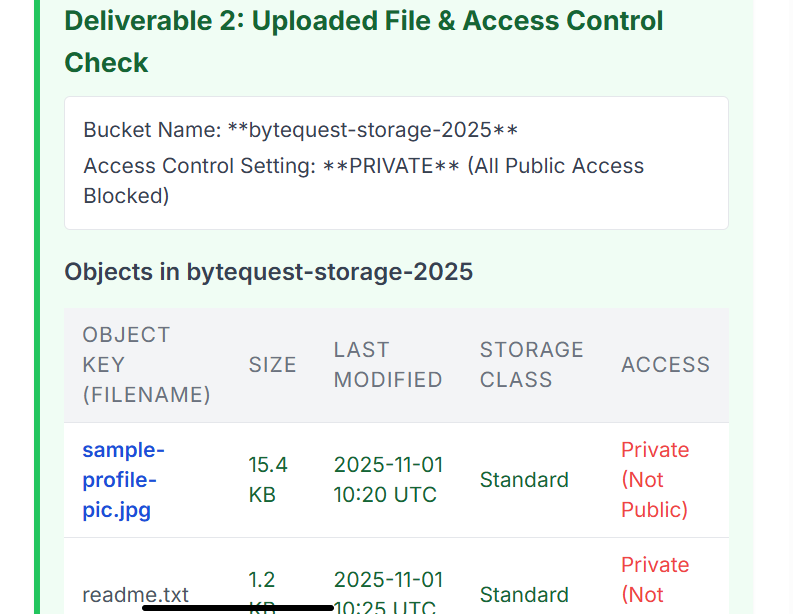 Deliverable 2: Uploaded File & Access Control
Check
Bucket Name: **bytequest-storage-2025**
Access Control Setting: **PRIVATE** (All Public Access
Blocked)
Objects in bytequest-storage-2025
OBJECT
KEY
(FILENAME)
SIZE
LAST
MODIFIED
STORAGE
CLASS
ACCESS
sample-
profile-
pic.jpg
15.4
KB
2025-11-01
10:20 UTC
Standard
Private
(Not
Public)
readme.txt
1.2
KB
2025-11-01
10:25 UTC
Standard
Private
(Not